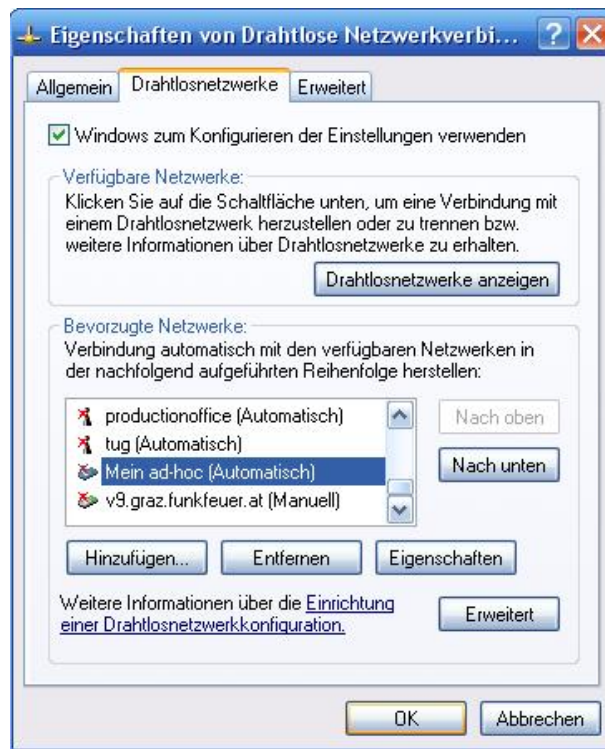 Eigenschaften von Drahtlose Netzwerkverbi...
Allgemein Drahtlosnetzwerke Erweitert
Windows zum Konfigurieren der Einstellungen verwenden
Verfügbare Netzwerke:
Klicken Sie auf die Schaltfläche unten, um eine Verbindung mit
einem Drahtlosnetzwerk herzustellen oder zu trennen bzw.
weitere Informationen über Drahtlosnetzwerke zu erhalten.
Drahtlosnetzwerke anzeigen
Bevorzugte Netzwerke:
Verbindung automatisch mit den verfügbaren Netzwerken in
der nachfolgend aufgeführten Reihenfolge herstellen:
productionoffice (Automatisch)
tug (Automatisch)
Mein ad-hoc (Automatisch)
v9.graz.funkfeuer.at (Manuell)
Nach oben
Nach unten
Hinzufügen... Entfernen Eigenschaften
Weitere Informationen über die Einrichtung
einer Drahtlosnetzwerkkonfiguration.
Erweitert
OK Abbrechen